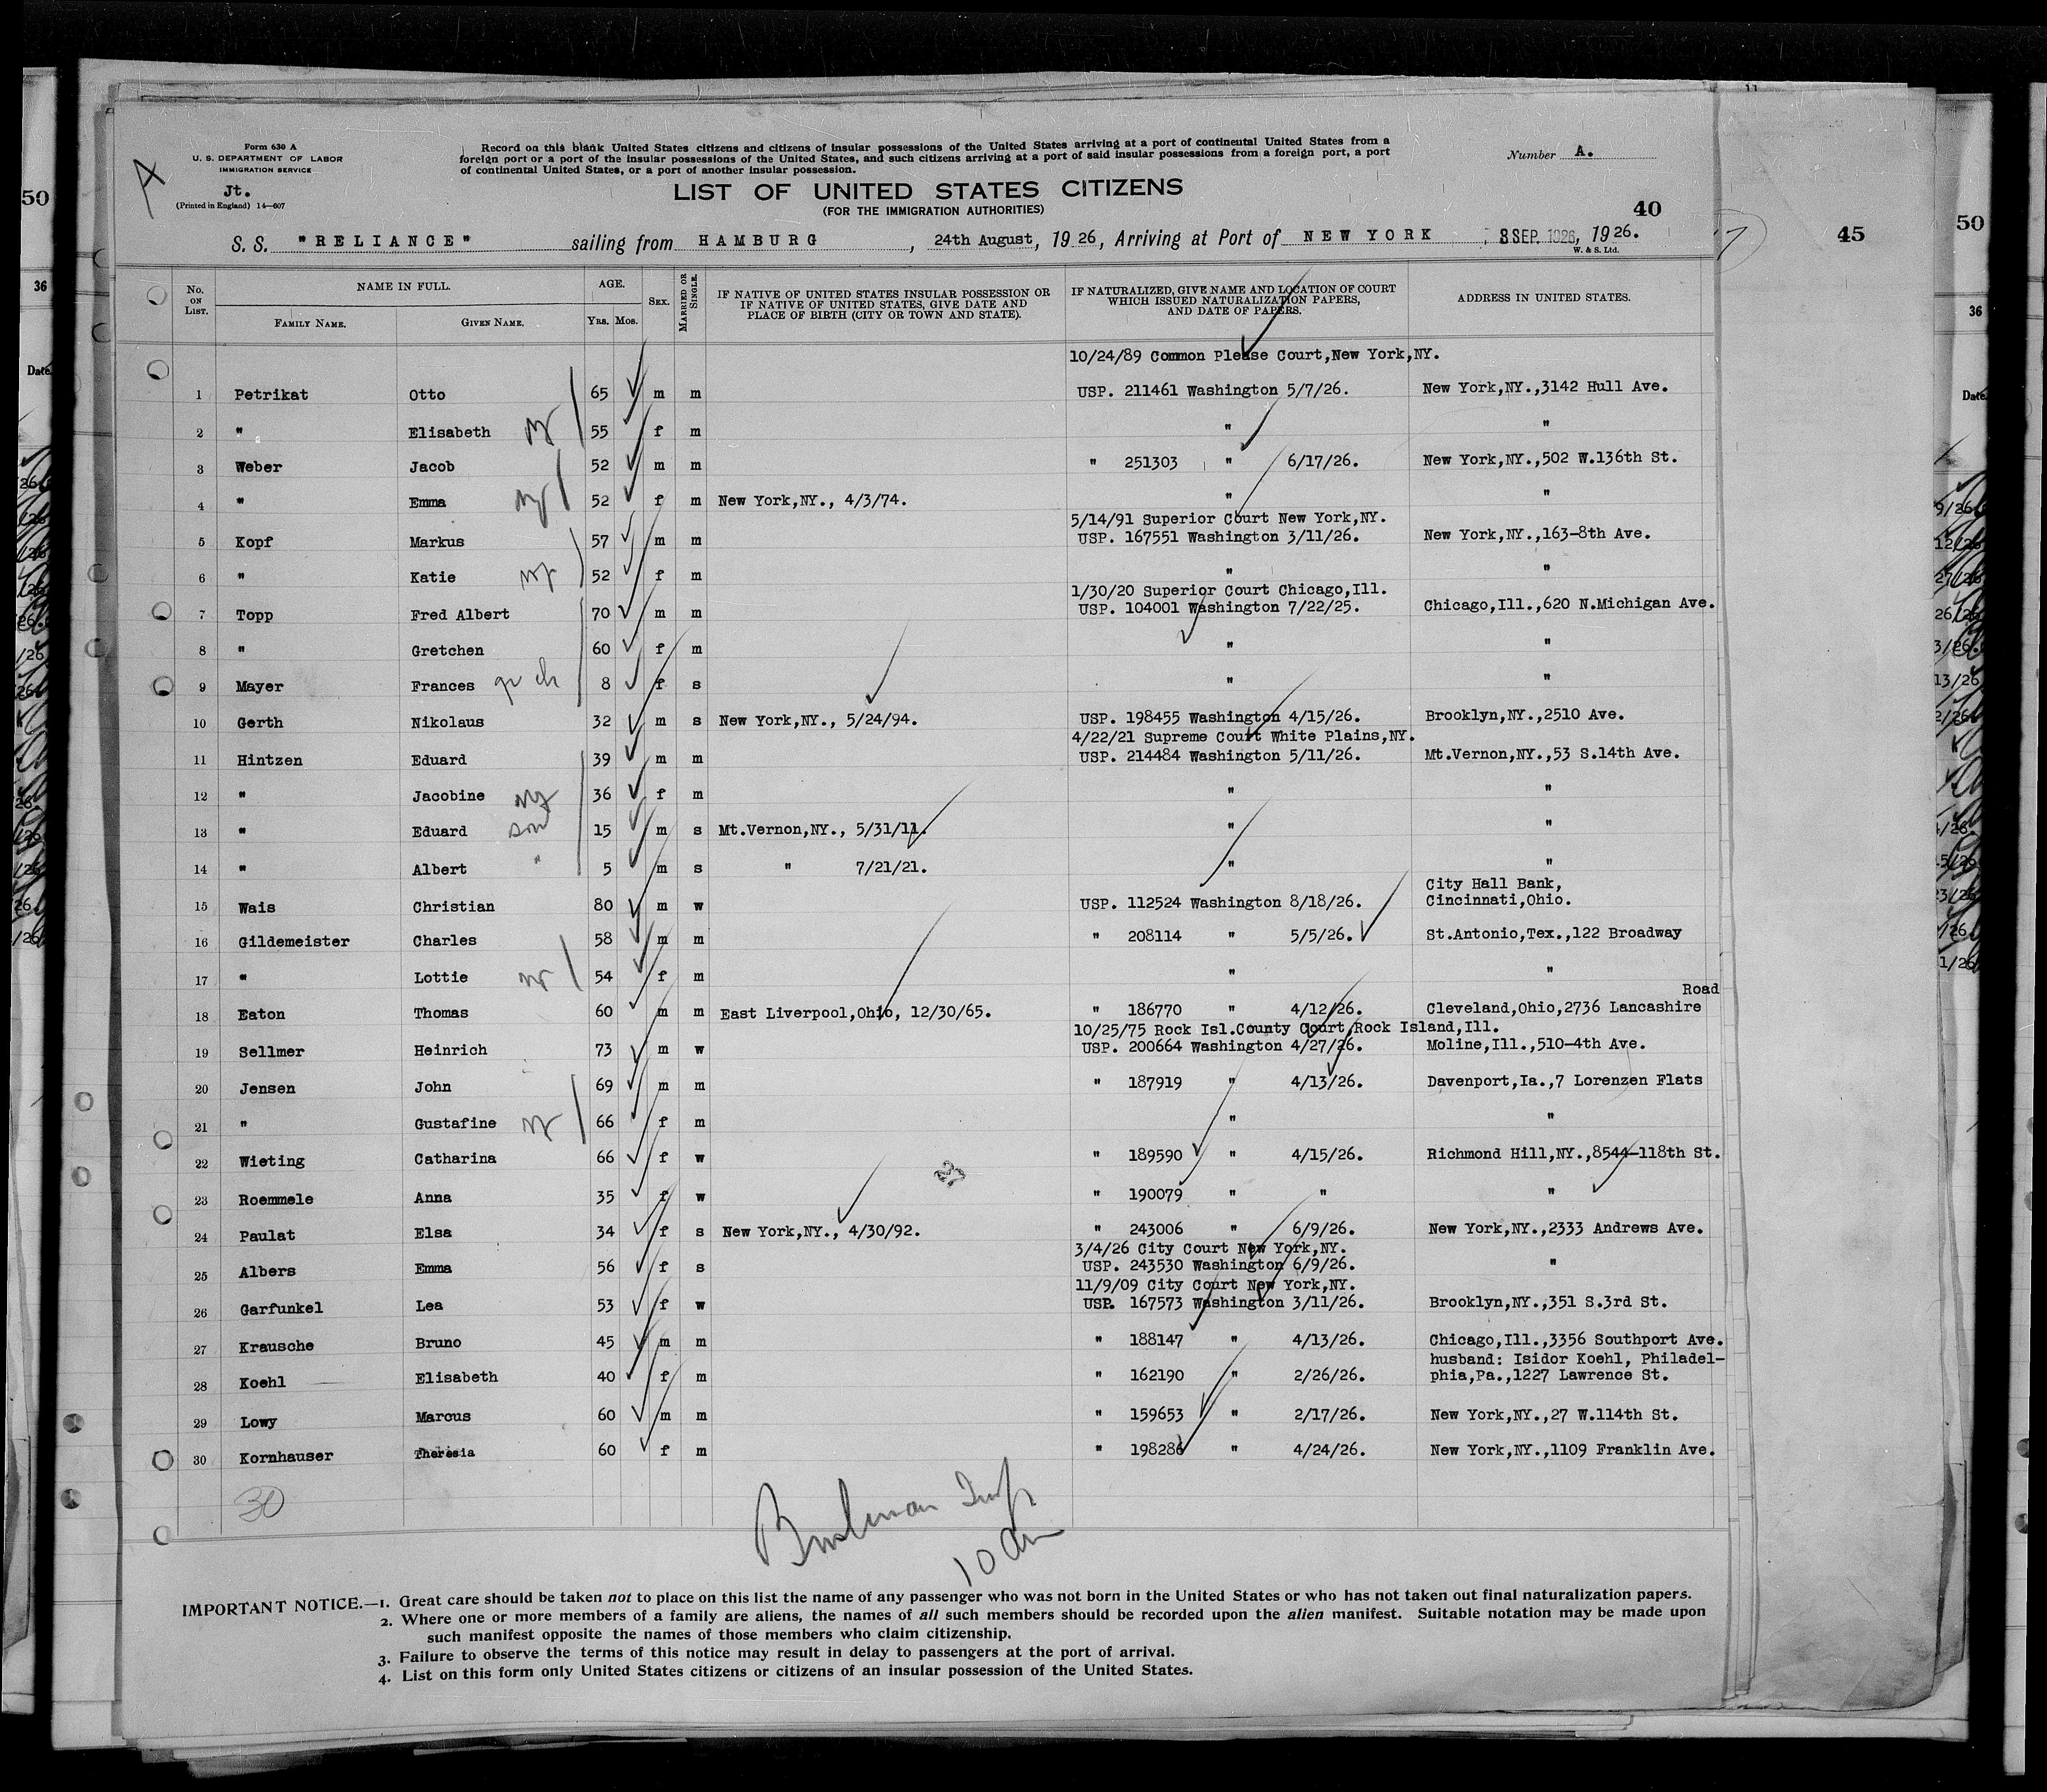 Form 630 A
U. S. DEPARTMENT OF LABOR
IMMIGRATION SERVICE
Jt.
(Printed in England) 14—607
A
Record on this blank United States citizens and citizens of insular possessions of the United States arriving at a port of continental United States from a
foreign port or a port of the insular possessions of the United States, and such citizens arriving at a port of said insular possessions from a foreign port, a port
of continental United States, or a port of another insular possession.
Number A.
LIST OF UNITED STATES CITIZENS
(FOR THE IMMIGRATION AUTHORITIES)
40
45
50
50
S. S. "RELIANCE" sailing from HAMBURG, 24th August, 1926, Arriving at Port of NEW YORK, 3 SEP. 1926, 1926.
W. & S. Ltd.
36
36
Date
Date
No. ON LIST.
NAME IN FULL.
FAMILY NAME.
GIVEN NAME.
AGE.
YRS. MOS.
SEX.
MARRIED OR SINGLE.
IF NATIVE OF UNITED STATES INSULAR POSSESSION OR
IF NATIVE OF UNITED STATES, GIVE DATE AND
PLACE OF BIRTH (CITY OR TOWN AND STATE).
IF NATURALIZED, GIVE NAME AND LOCATION OF COURT
WHICH ISSUED NATURALIZATION PAPERS,
AND DATE OF PAPERS.
ADDRESS IN UNITED STATES.
10/24/89 Common Please Court,New York,NY.
1 Petrikat Otto 65 m m USP. 211461 Washington 5/7/26. New York,NY.,3142 Hull Ave.
2 " Elisabeth 55 f m " "
3 Weber Jacob 52 m m " 251303 " 6/17/26. New York,NY.,502 W.136th St.
4 " Emma 52 f m New York,NY., 4/3/74. " "
5/14/91 Superior Court New York,NY.
5 Kopf Markus 57 m m USP. 167551 Washington 3/11/26. New York,NY.,163-8th Ave.
6 " Katie 52 f m " "
1/30/20 Superior Court Chicago,Ill.
7 Topp Fred Albert 70 m m USP. 104001 Washington 7/22/25. Chicago,Ill.,620 N.Michigan Ave.
8 " Gretchen 60 f m " "
9 Mayer Frances gr ch 8 f s " "
10 Gerth Nikolaus 32 m s New York,NY., 5/24/94. USP. 198455 Washington 4/15/26. Brooklyn,NY.,2510 Ave.
4/22/21 Supreme Court White Plains,NY.
11 Hintzen Eduard 39 m m USP. 214484 Washington 5/11/26. Mt.Vernon,NY.,53 S.14th Ave.
12 " Jacobine 36 f m " "
13 " Eduard son 15 m s Mt.Vernon,NY., 5/31/11. " "
14 " Albert " 5 m s " 7/21/21. " "
City Hall Bank,
15 Wais Christian 80 m w USP. 112524 Washington 8/18/26. Cincinnati,Ohio.
16 Gildemeister Charles 58 m m " 208114 " 5/5/26. St.Antonio,Tex.,122 Broadway
17 " Lottie 54 f m " "
Road
18 Eaton Thomas 60 m m East Liverpool,Ohio, 12/30/65. " 186770 " 4/12/26. Cleveland,Ohio,2736 Lancashire
10/25/75 Rock Isl.County Court,Rock Island,Ill.
19 Sellmer Heinrich 73 m w USP. 200664 Washington 4/27/26. Moline,Ill.,510-4th Ave.
20 Jensen John 69 m m " 187919 " 4/13/26. Davenport,Ia.,7 Lorenzen Flats
21 " Gustafine 66 f m " "
22 Wieting Catharina 66 f w " 189590 " 4/15/26. Richmond Hill,NY.,8544-118th St.
23 Roemmele Anna 35 f w " 190079 " " "
24 Paulat Elsa 34 f s New York,NY., 4/30/92. " 243006 " 6/9/26. New York,NY.,2333 Andrews Ave.
3/4/26 City Court New York,NY.
25 Albers Emma 56 f s USP. 243530 Washington 6/9/26. "
11/9/09 City Court New York,NY.
26 Garfunkel Lea 53 f w USP. 167573 Washington 3/11/26. Brooklyn,NY.,351 S.3rd St.
27 Krausche Bruno 45 m m " 188147 " 4/13/26. Chicago,Ill.,3356 Southport Ave.
husband: Isidor Koehl, Philadel-
28 Koehl Elisabeth 40 f m " 162190 " 2/26/26. phia,Pa.,1227 Lawrence St.
29 Lowy Marcus 60 m m " 159653 " 2/17/26. New York,NY.,27 W.114th St.
30 Kornhauser Theresia 60 f m " 198286 " 4/24/26. New York,NY.,1109 Franklin Ave.
30
10 am
IMPORTANT NOTICE.—1. Great care should be taken not to place on this list the name of any passenger who was not born in the United States or who has not taken out final naturalization papers.
2. Where one or more members of a family are aliens, the names of all such members should be recorded upon the alien manifest. Suitable notation may be made upon
such manifest opposite the names of those members who claim citizenship.
3. Failure to observe the terms of this notice may result in delay to passengers at the port of arrival.
4. List on this form only United States citizens or citizens of an insular possession of the United States.